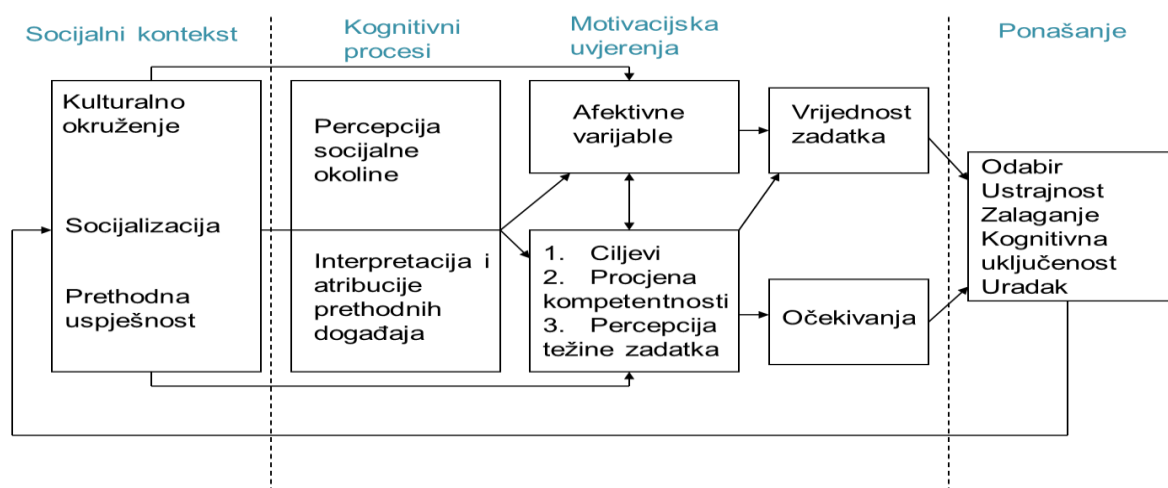 Socijalni kontekst
Kognitivni
procesi
Motivacijska
uvjerenja
Ponašanje
Kulturalno
okruženje
Socijalizacija
Prethodna
uspješnost
Percepcija
socijalne
okoline
Interpretacija i
atribucije
prethodnih
događaja
Afektivne
varijable
1. Ciljevi
2. Procjena
kompetentnosti
3. Percepcija
težine zadatka
Vrijednost
zadatka
Očekivanja
Odabir
Ustrajnost
Zalaganje
Kognitivna
uključenost
Uradak